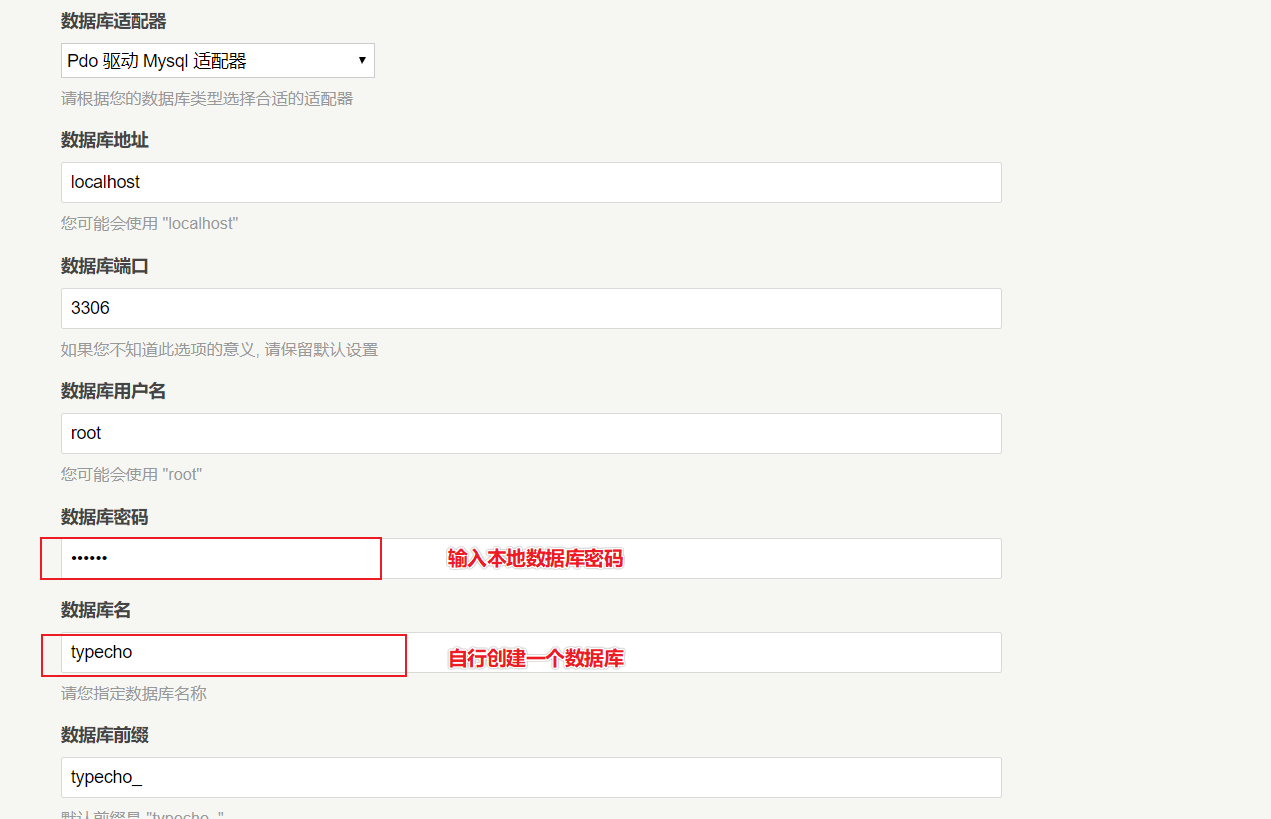 数据库适配器
Pdo 驱动 Mysql 适配器
请根据您的数据库类型选择合适的适配器
数据库地址
localhost
您可能会使用 "localhost"
数据库端口
3306
如果您不知道此选项的意义, 请保留默认设置
数据库用户名
root
您可能会使用 "root"
数据库密码
•••••• 输入本地数据库密码
数据库名
typecho 自行创建一个数据库
请您指定数据库名称
数据库前缀
typecho_
默认前缀是 "typecho_"